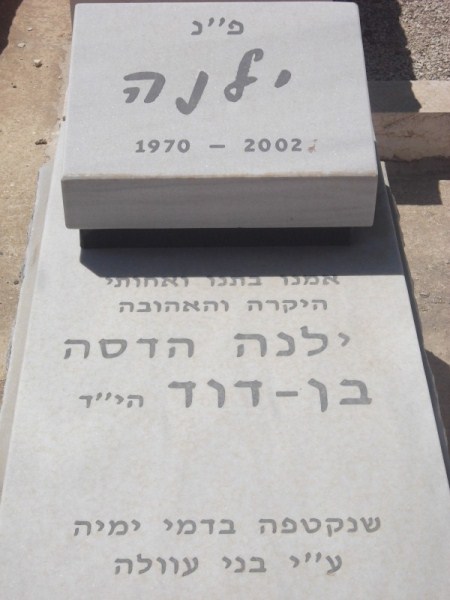 פ״נ
ילנה
1970 – 2002
אמנו בתנו ואחותי
היקרה והאהובה
ילנה הדסה
בן-דוד הי״ד
שנקטפה בדמי ימיה
ע״י בני עוולה